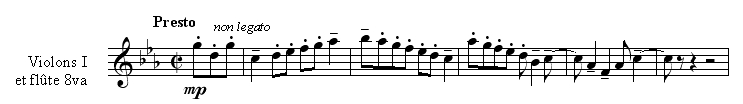 Presto
non legato
Violons I
et flûte 8va
mp